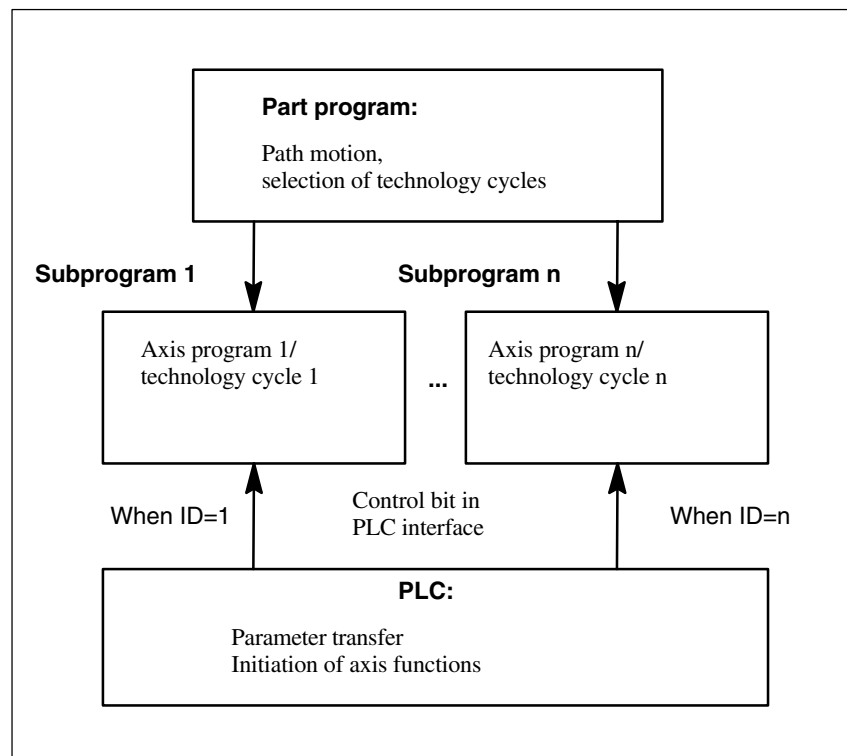 Part program:
Path motion,
selection of technology cycles
Subprogram 1
Subprogram n
Axis program 1/
technology cycle 1
...
Axis program n/
technology cycle n
When ID=1
Control bit in
PLC interface
When ID=n
PLC:
Parameter transfer
Initiation of axis functions